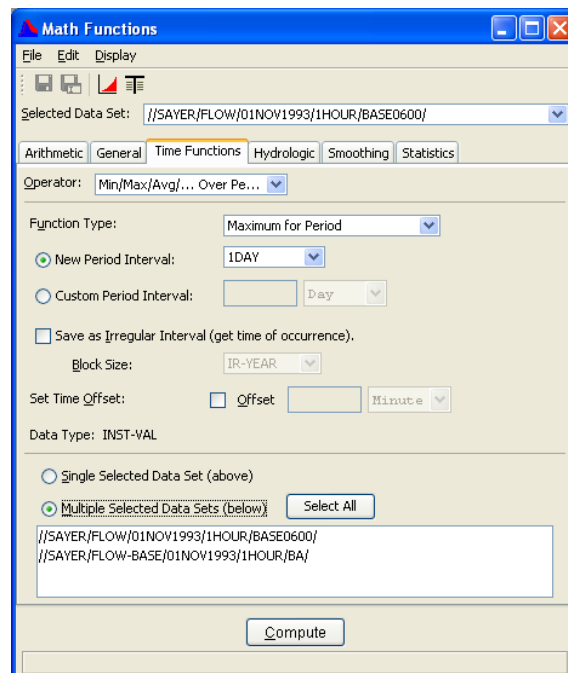 Math Functions
File Edit Display
Selected Data Set: //SAYER/FLOW/01NOV1993/1HOUR/BASE0600/
Arithmetic General Time Functions Hydrologic Smoothing Statistics
Operator: Min/Max/Avg/... Over Pe...
Function Type: Maximum for Period
New Period Interval: 1DAY
Custom Period Interval: Day
Save as Irregular Interval (get time of occurrence).
Block Size: IR-YEAR
Set Time Offset: Offset Minute
Data Type: INST-VAL
Single Selected Data Set (above)
Multiple Selected Data Sets (below) Select All
//SAYER/FLOW/01NOV1993/1HOUR/BASE0600/
//SAYER/FLOW-BASE/01NOV1993/1HOUR/BA/
Compute